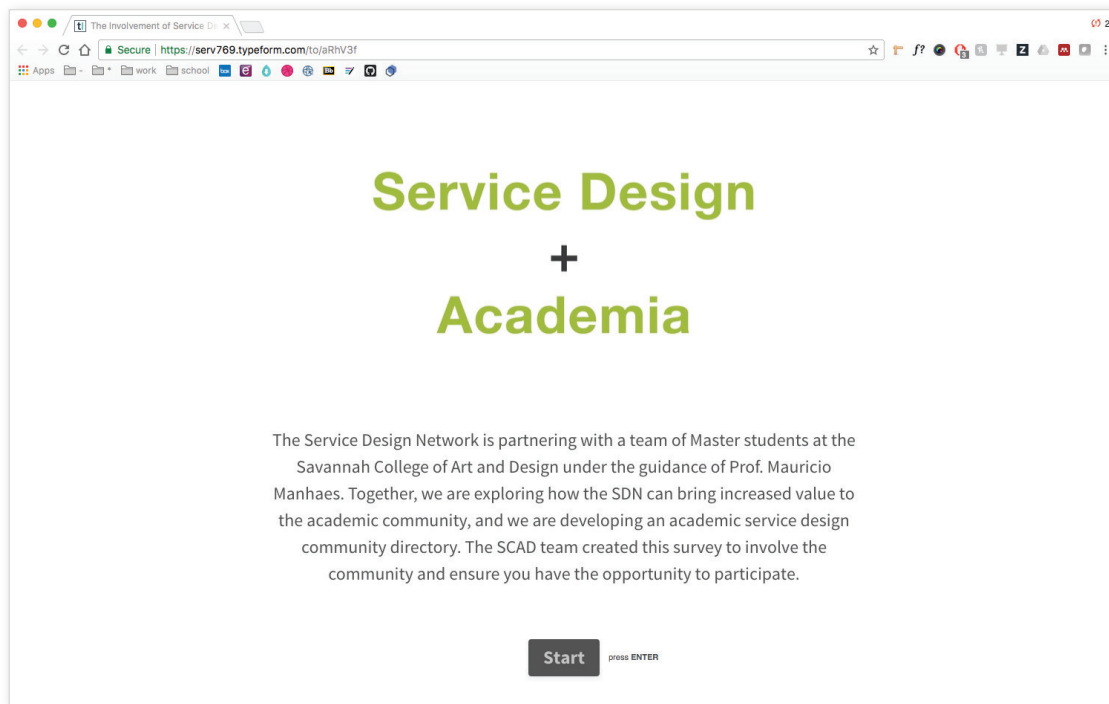 The Involvement of Service De
2
Secure | https://serv769.typeform.com/to/aRhV3f
f?
3
Z
Apps
-
*
work
school
box
e
Bb
Service Design
+
Academia
The Service Design Network is partnering with a team of Master students at the
Savannah College of Art and Design under the guidance of Prof. Mauricio
Manhaes. Together, we are exploring how the SDN can bring increased value to
the academic community, and we are developing an academic service design
community directory. The SCAD team created this survey to involve the
community and ensure you have the opportunity to participate.
Start
press ENTER